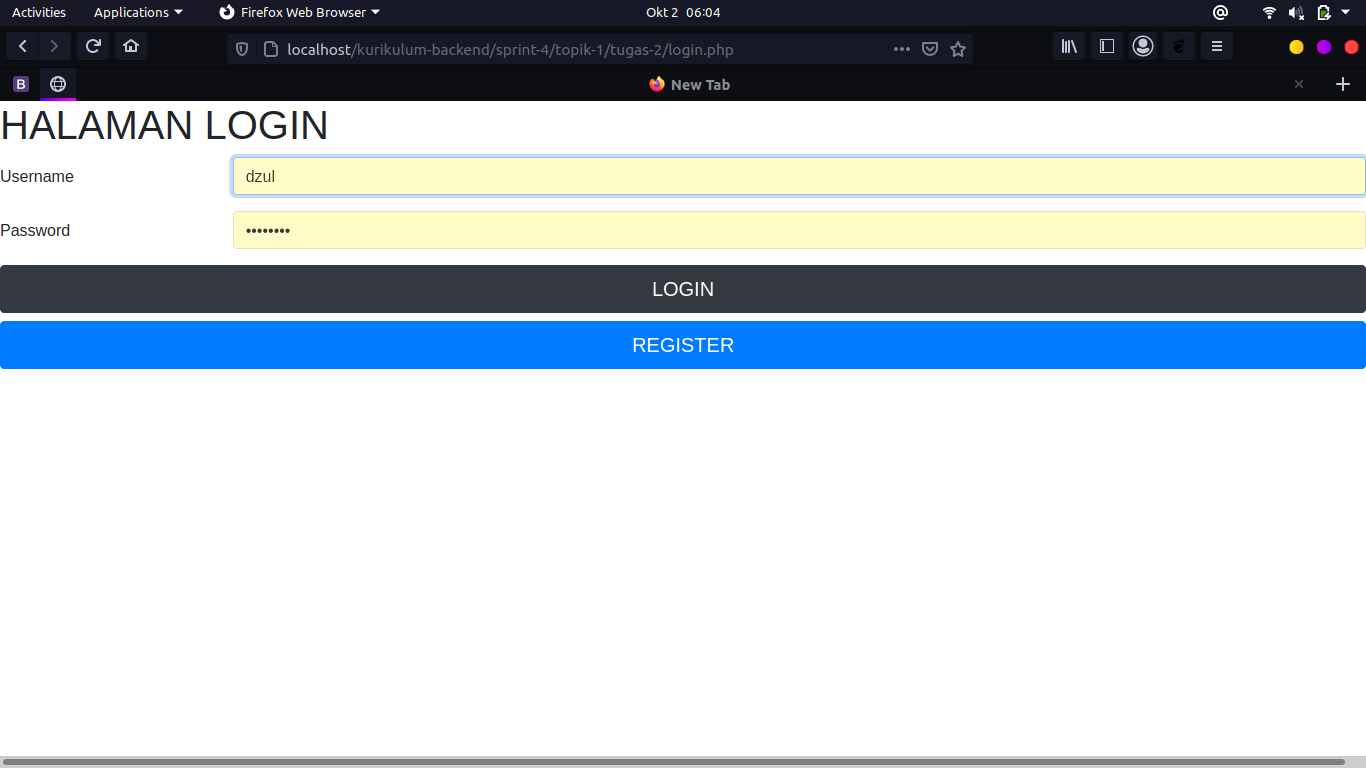 Activities Applications Firefox Web Browser Okt 2 06:04
localhost/kurikulum-backend/sprint-4/topik-1/tugas-2/login.php
B New Tab
HALAMAN LOGIN
Username dzul
Password ••••••••
LOGIN
REGISTER